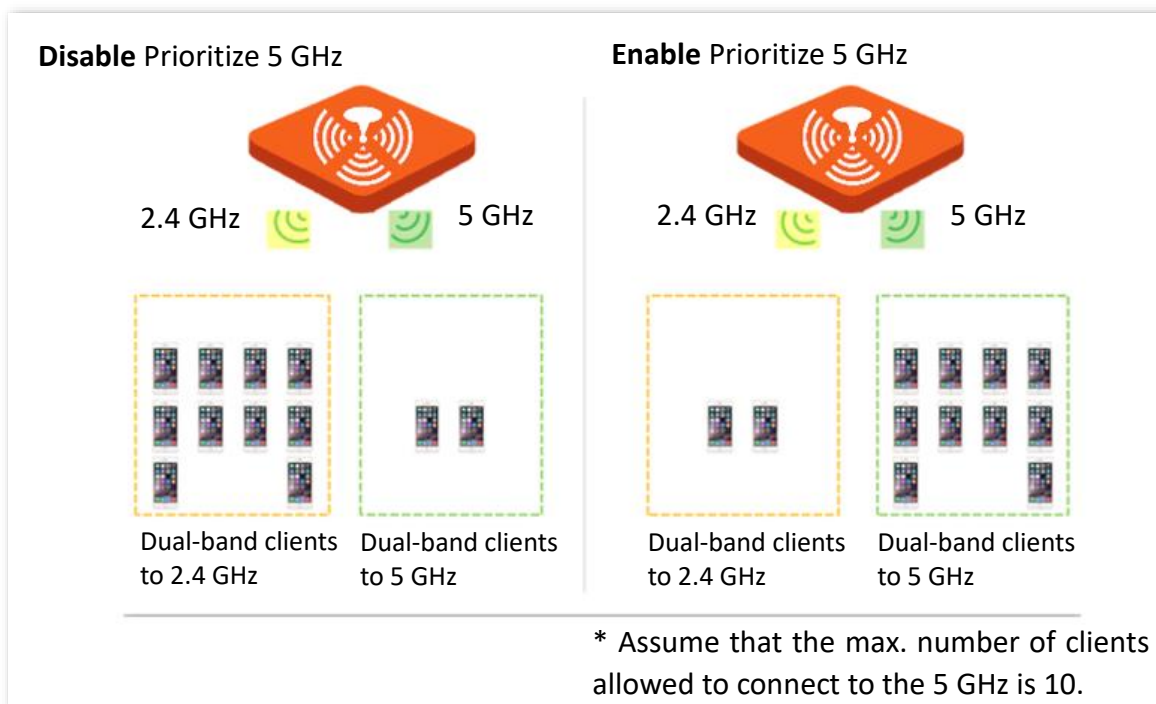 Disable Prioritize 5 GHz
Enable Prioritize 5 GHz
2.4 GHz
5 GHz
2.4 GHz
5 GHz
Dual-band clients
to 2.4 GHz
Dual-band clients
to 5 GHz
Dual-band clients
to 2.4 GHz
Dual-band clients
to 5 GHz
* Assume that the max. number of clients
allowed to connect to the 5 GHz is 10.